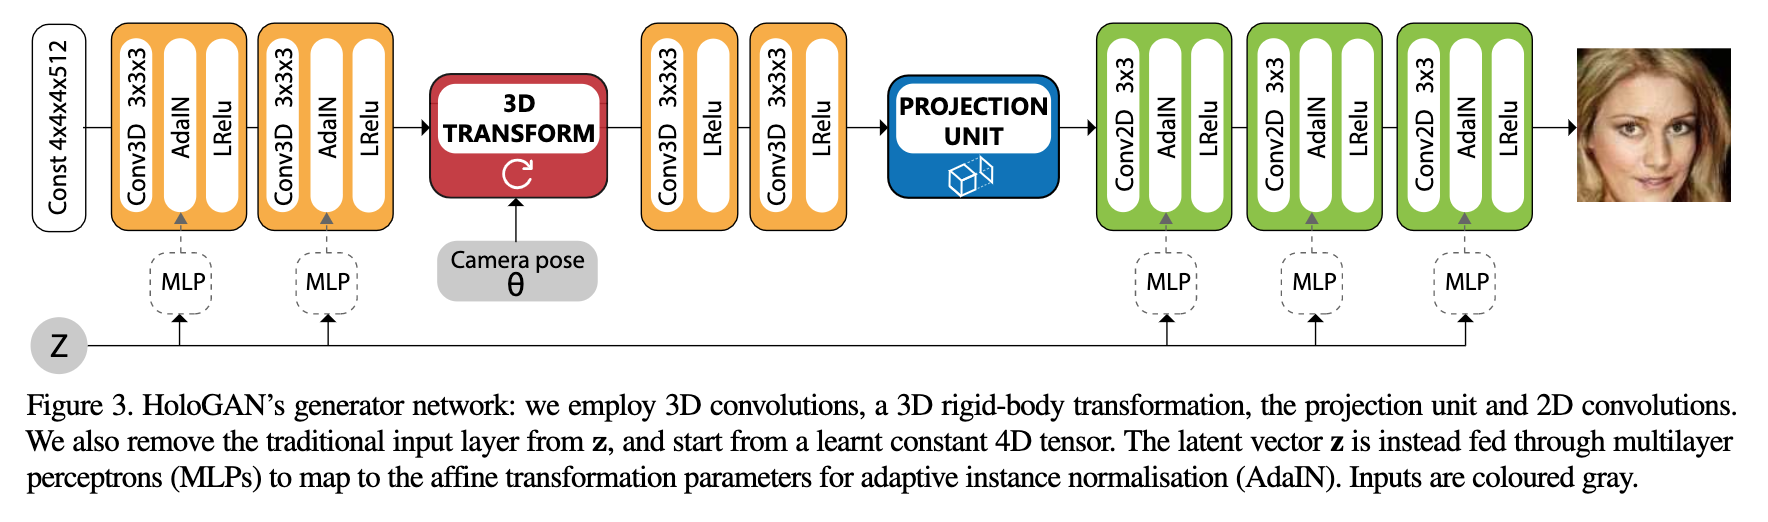 Const 4x4x4x512
Conv3D 3x3x3
AdaIN
LRelu
Conv3D 3x3x3
AdaIN
LRelu
3D
TRANSFORM
Conv3D 3x3x3
LRelu
Conv3D 3x3x3
LRelu
PROJECTION
UNIT
Conv2D 3x3
AdaIN
LRelu
Conv2D 3x3
AdaIN
LRelu
Conv2D 3x3
AdaIN
LRelu
MLP
MLP
Camera pose
θ
MLP
MLP
MLP
Z
Figure 3. HoloGAN's generator network: we employ 3D convolutions, a 3D rigid-body transformation, the projection unit and 2D convolutions.
We also remove the traditional input layer from z, and start from a learnt constant 4D tensor. The latent vector z is instead fed through multilayer
perceptrons (MLPs) to map to the affine transformation parameters for adaptive instance normalisation (AdaIN). Inputs are coloured gray.